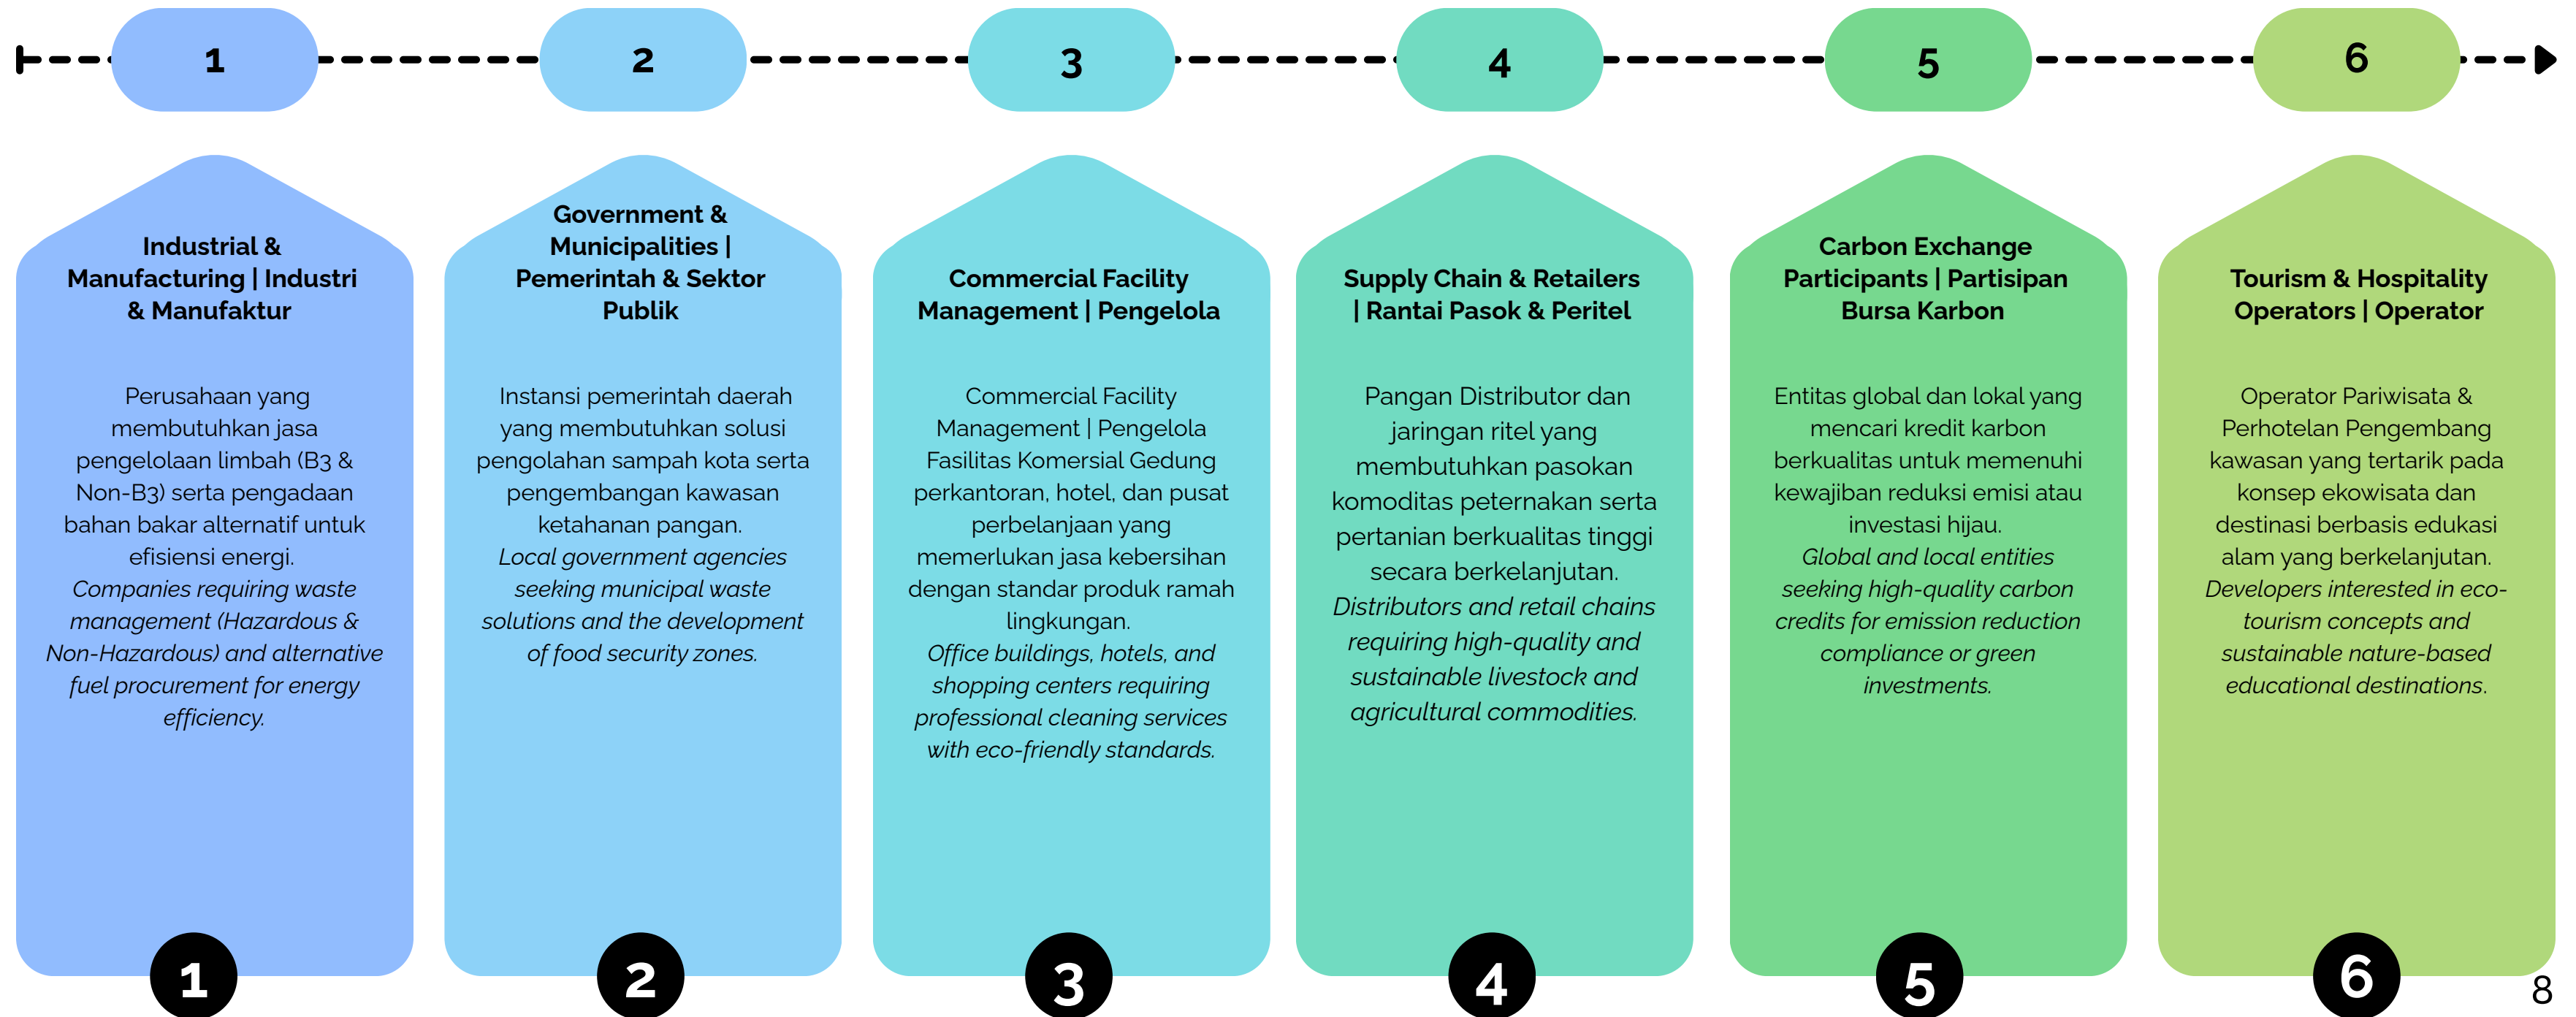 1
2
3
4
5
6
Industrial &
Manufacturing | Industri
& Manufaktur
Perusahaan yang
membutuhkan jasa
pengelolaan limbah (B3 &
Non-B3) serta pengadaan
bahan bakar alternatif untuk
efisiensi energi.
Companies requiring waste
management (Hazardous &
Non-Hazardous) and alternative
fuel procurement for energy
efficiency.
1
Government &
Municipalities |
Pemerintah & Sektor
Publik
Instansi pemerintah daerah
yang membutuhkan solusi
pengolahan sampah kota serta
pengembangan kawasan
ketahanan pangan.
Local government agencies
seeking municipal waste
solutions and the development
of food security zones.
2
Commercial Facility
Management | Pengelola
Commercial Facility
Management | Pengelola
Fasilitas Komersial Gedung
perkantoran, hotel, dan pusat
perbelanjaan yang
memerlukan jasa kebersihan
dengan standar produk ramah
lingkungan.
Office buildings, hotels, and
shopping centers requiring
professional cleaning services
with eco-friendly standards.
3
Supply Chain & Retailers
| Rantai Pasok & Peritel
Pangan Distributor dan
jaringan ritel yang
membutuhkan pasokan
komoditas peternakan serta
pertanian berkualitas tinggi
secara berkelanjutan.
Distributors and retail chains
requiring high-quality and
sustainable livestock and
agricultural commodities.
4
Carbon Exchange
Participants | Partisipan
Bursa Karbon
Entitas global dan lokal yang
mencari kredit karbon
berkualitas untuk memenuhi
kewajiban reduksi emisi atau
investasi hijau.
Global and local entities
seeking high-quality carbon
credits for emission reduction
compliance or green
investments.
5
Tourism & Hospitality
Operators | Operator
Operator Pariwisata &
Perhotelan Pengembang
kawasan yang tertarik pada
konsep ekowisata dan
destinasi berbasis edukasi
alam yang berkelanjutan.
Developers interested in eco-
tourism concepts and
sustainable nature-based
educational destinations.
6
8